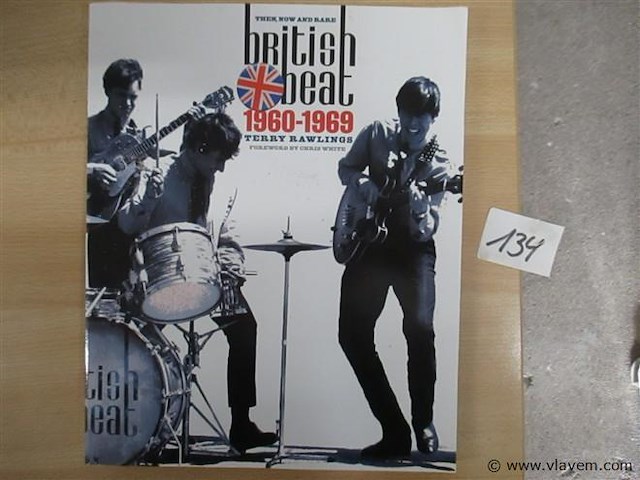 THEN, NOW AND RARE
british
beat
1960-1969
TERRY RAWLINGS
FOREWORD BY CHRIS WHITE
134
tish
beat
© www.vlayem.com